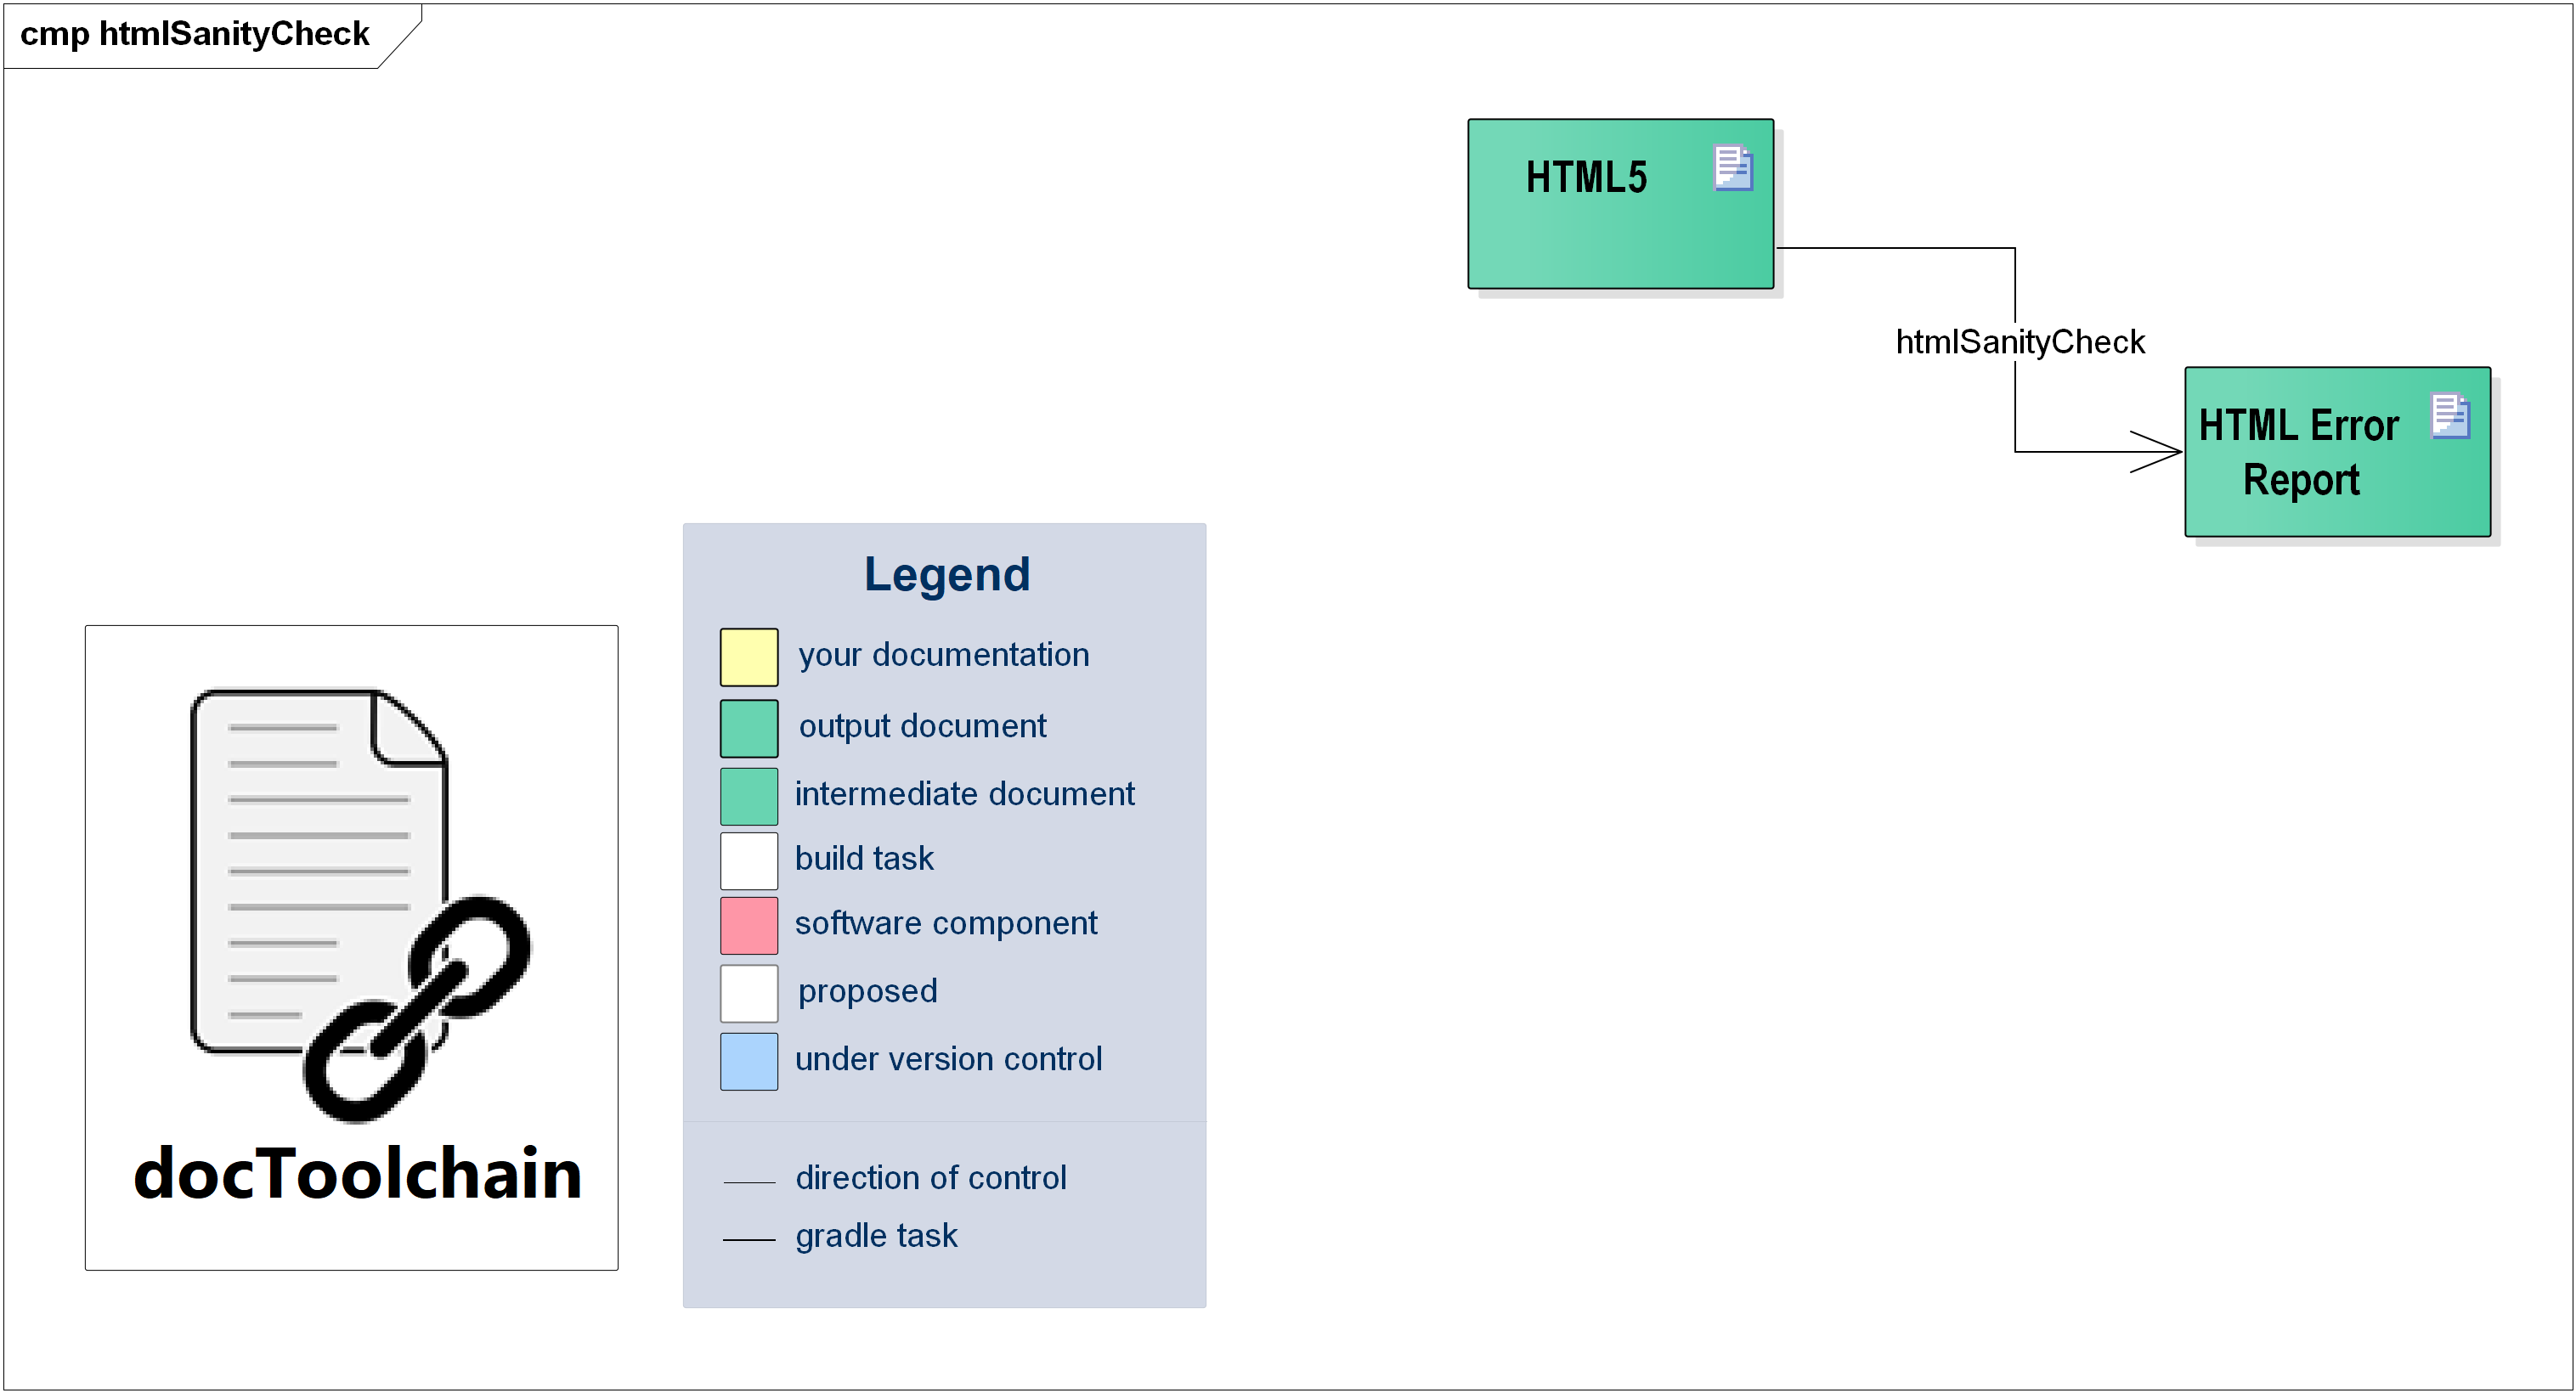 cmp htmlSanityCheck
HTML5
htmlSanityCheck
HTML Error
Report
Legend
your documentation
output document
intermediate document
build task
software component
proposed
under version control
direction of control
gradle task
docToolchain